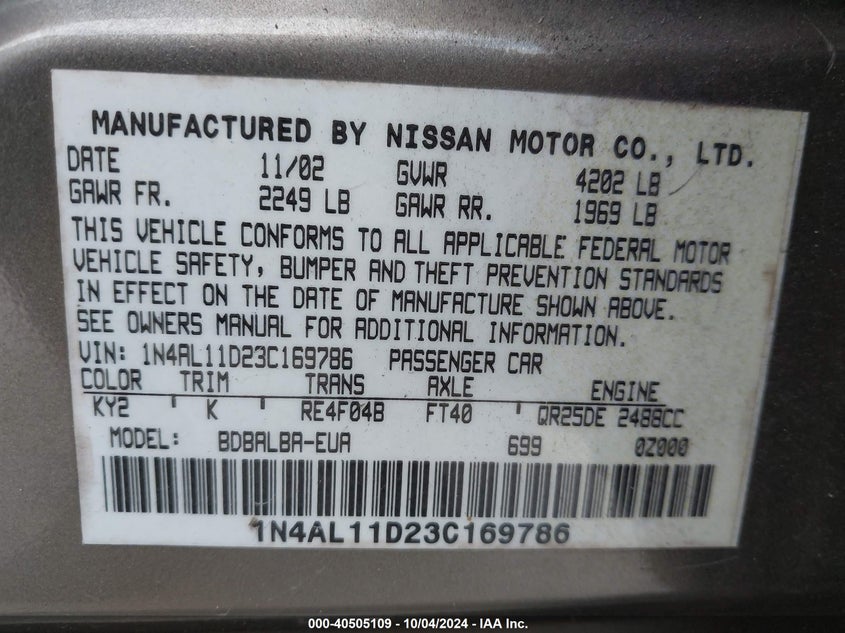 MANUFACTURED BY NISSAN MOTOR CO., LTD.
DATE 11/02 GVWR 4202 LB
GAWR FR. 2249 LB GAWR RR. 1969 LB
THIS VEHICLE CONFORMS TO ALL APPLICABLE FEDERAL MOTOR
VEHICLE SAFETY, BUMPER AND THEFT PREVENTION STANDARDS
IN EFFECT ON THE DATE OF MANUFACTURE SHOWN ABOVE.
SEE OWNERS MANUAL FOR ADDITIONAL INFORMATION.
VIN: 1N4AL11D23C169786 PASSENGER CAR
COLOR TRIM TRANS AXLE ENGINE
KY2 K RE4F04B FT40 QR25DE 2488CC
MODEL: BDBALBA-EUA 699 0Z000
1N4AL11D23C169786
000-40505109 - 10/04/2024 - IAA Inc.